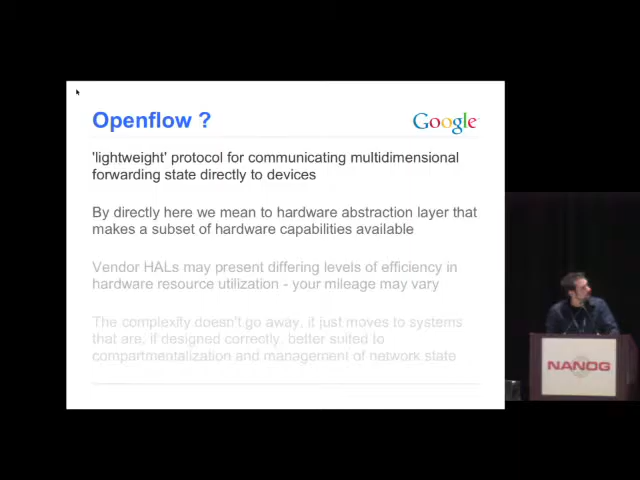 Openflow ?
Google
'lightweight' protocol for communicating multidimensional
forwarding state directly to devices
By directly here we mean to hardware abstraction layer that
makes a subset of hardware capabilities available
Vendor HALs may present differing levels of efficiency in
hardware resource utilization - your mileage may vary
The complexity doesn't go away, it just moves to systems
that are, if designed correctly, better suited to
compartmentalization and management of network state
NANOG